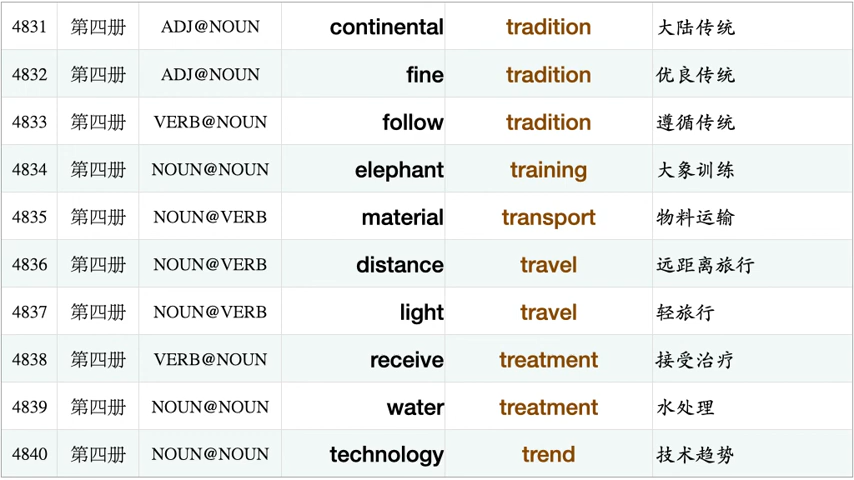 4831 第四册 ADJ@NOUN continental tradition 大陆传统
4832 第四册 ADJ@NOUN fine tradition 优良传统
4833 第四册 VERB@NOUN follow tradition 遵循传统
4834 第四册 NOUN@NOUN elephant training 大象训练
4835 第四册 NOUN@VERB material transport 物料运输
4836 第四册 NOUN@VERB distance travel 远距离旅行
4837 第四册 NOUN@VERB light travel 轻旅行
4838 第四册 VERB@NOUN receive treatment 接受治疗
4839 第四册 NOUN@NOUN water treatment 水处理
4840 第四册 NOUN@NOUN technology trend 技术趋势